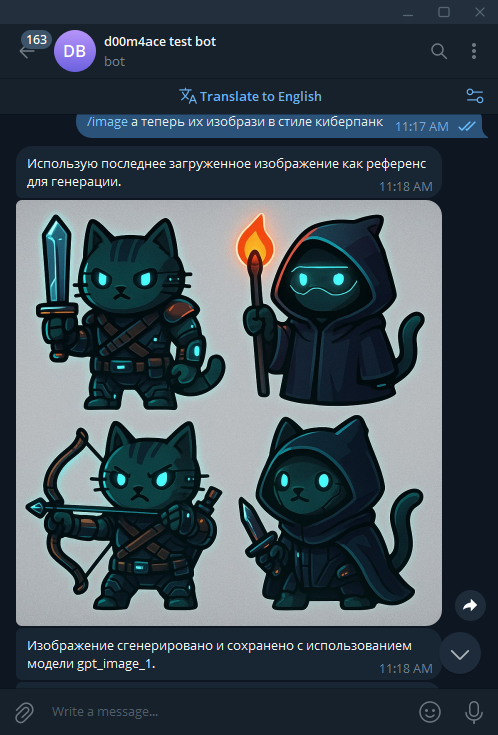 163
DB
d00m4ace test bot
bot
Translate to English
/image а теперь их изобрази в стиле киберпанк 11:17 AM
Использую последнее загруженное изображение как референс
для генерации.
11:18 AM
Изображение сгенерировано и сохранено с использованием
модели gpt_image_1.
11:18 AM
Write a message...